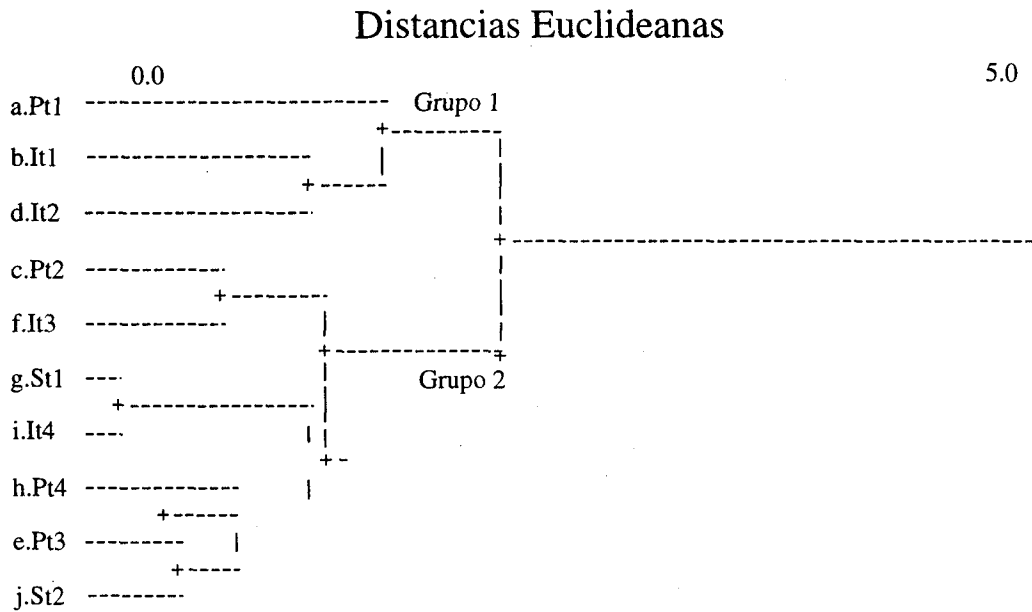 Distancias Euclideanas
0.0 5.0
a.Pt1 Grupo 1
b.It1
d.It2
c.Pt2
f.It3
g.St1 Grupo 2
i.It4
h.Pt4
e.Pt3
j.St2